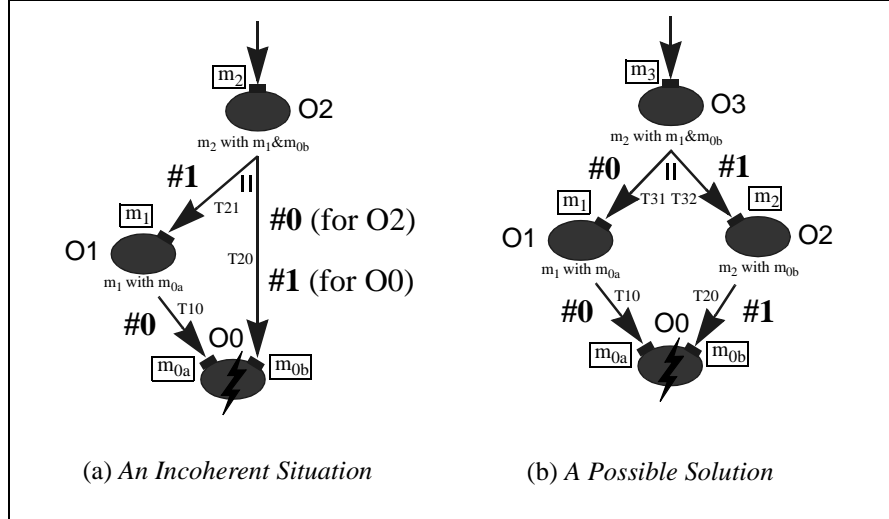 m2
O2
m2 with m1&m0b
#1
T21
m1
#0 (for O2)
O1
T20
m1 with m0a
#1 (for O0)
T10
#0
O0
m0a
m0b
(a) An Incoherent Situation
m3
O3
m2 with m1&m0b
#0
#1
T31
T32
m1
m2
O1
O2
m1 with m0a
m2 with m0b
T10
T20
#0
O0
#1
m0a
m0b
(b) A Possible Solution